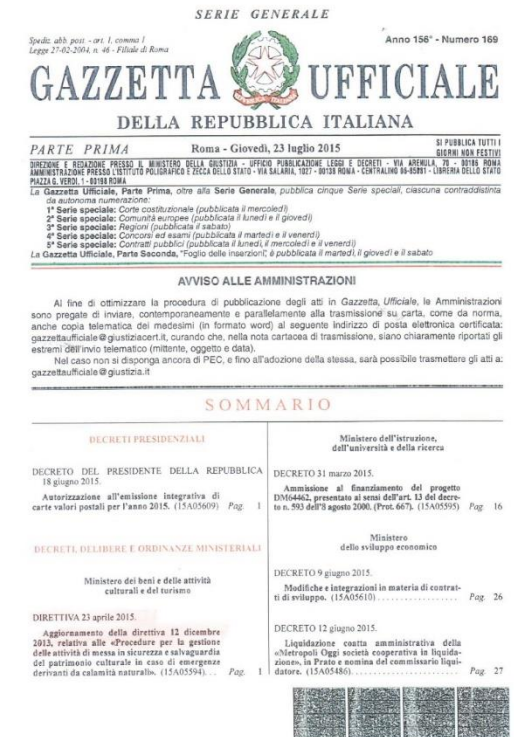 SERIE GENERALE
Spediz. abb. post. - art. 1, comma 1
Legge 27-02-2004, n. 46 - Filiale di Roma
Anno 156° - Numero 169
GAZZETTA UFFICIALE
DELLA REPUBBLICA ITALIANA
PARTE PRIMA
Roma - Giovedì, 23 luglio 2015
SI PUBBLICA TUTTI I
GIORNI NON FESTIVI
DIREZIONE E REDAZIONE PRESSO IL MINISTERO DELLA GIUSTIZIA - UFFICIO PUBBLICAZIONE LEGGI E DECRETI - VIA ARENULA, 70 - 00186 ROMA
AMMINISTRAZIONE PRESSO L'ISTITUTO POLIGRAFICO E ZECCA DELLO STATO - VIA SALARIA, 1027 - 00138 ROMA - CENTRALINO 06-85081 - LIBRERIA DELLO STATO
PIAZZA G. VERDI, 1 - 00198 ROMA
La Gazzetta Ufficiale, Parte Prima, oltre alla Serie Generale, pubblica cinque Serie speciali, ciascuna contraddistinta
da autonoma numerazione:
1ª Serie speciale: Corte costituzionale (pubblicata il mercoledì)
2ª Serie speciale: Comunità europee (pubblicata il lunedì e il giovedì)
3ª Serie speciale: Regioni (pubblicata il sabato)
4ª Serie speciale: Concorsi ed esami (pubblicata il martedì e il venerdì)
5ª Serie speciale: Contratti pubblici (pubblicata il lunedì, il mercoledì e il venerdì)
La Gazzetta Ufficiale, Parte Seconda, "Foglio delle inserzioni", è pubblicata il martedì, il giovedì e il sabato
AVVISO ALLE AMMINISTRAZIONI
Al fine di ottimizzare la procedura di pubblicazione degli atti in Gazzetta Ufficiale, le Amministrazioni
sono pregate di inviare, contemporaneamente e parallelamente alla trasmissione su carta, come da norma,
anche copia telematica dei medesimi (in formato word) al seguente indirizzo di posta elettronica certificata:
gazzettaufficiale@giustiziacert.it, curando che, nella nota cartacea di trasmissione, siano chiaramente riportati gli
estremi dell'invio telematico (mittente, oggetto e data).
Nel caso non si disponga ancora di PEC, e fino all'adozione della stessa, sarà possibile trasmettere gli atti a:
gazzettaufficiale@giustizia.it
SOMMARIO
DECRETI PRESIDENZIALI
DECRETO DEL PRESIDENTE DELLA REPUBBLICA
18 giugno 2015.
Autorizzazione all'emissione integrativa di
carte valori postali per l'anno 2015. (15A05609) Pag. 1
DECRETI, DELIBERE E ORDINANZE MINISTERIALI
Ministero dei beni e delle attività
culturali e del turismo
DIRETTIVA 23 aprile 2015.
Aggiornamento della direttiva 12 dicembre
2013, relativa alle «Procedure per la gestione
delle attività di messa in sicurezza e salvaguardia
del patrimonio culturale in caso di emergenze
derivanti da calamità naturali». (15A05594). . . Pag. 1
Ministero dell'istruzione,
dell'università e della ricerca
DECRETO 31 marzo 2015.
Ammissione al finanziamento del progetto
DM64462, presentato ai sensi dell'art. 13 del decre-
to n. 593 dell'8 agosto 2000. (Prot. 667). (15A05595) Pag 16
Ministero
dello sviluppo economico
DECRETO 9 giugno 2015.
Modifiche e integrazioni in materia di contrat-
ti di sviluppo. (15A05610). . . . . . . . . . . . . . . . . . . Pag. 26
DECRETO 12 giugno 2015.
Liquidazione coatta amministrativa della
«Metropoli Oggi società cooperativa in liquida-
zione», in Prato e nomina del commissario liqui-
datore. (15A05486). . . . . . . . . . . . . . . . . . . . . . . . Pag. 27